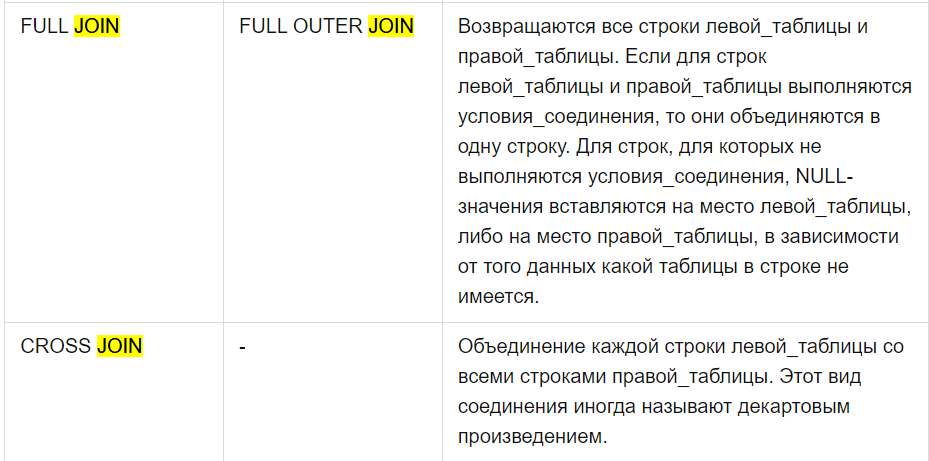 FULL JOIN
FULL OUTER JOIN
Возвращаются все строки левой_таблицы и
правой_таблицы. Если для строк
левой_таблицы и правой_таблицы выполняются
условия_соединения, то они объединяются в
одну строку. Для строк, для которых не
выполняются условия_соединения, NULL-
значения вставляются на место левой_таблицы,
либо на место правой_таблицы, в зависимости
от того данных какой таблицы в строке не
имеется.
CROSS JOIN
-
Объединение каждой строки левой_таблицы со
всеми строками правой_таблицы. Этот вид
соединения иногда называют декартовым
произведением.